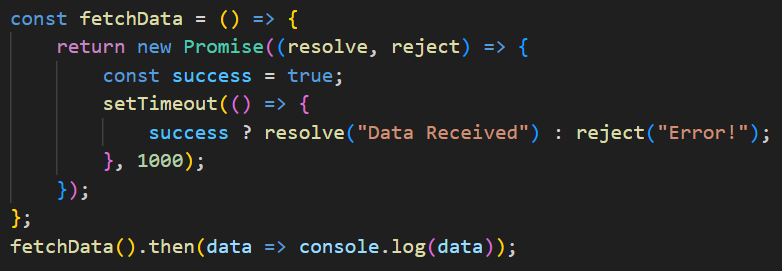 const fetchData = () => {
    return new Promise((resolve, reject) => {
        const success = true;
        setTimeout(() => {
            success ? resolve("Data Received") : reject("Error!");
        }, 1000);
    });
};
fetchData().then(data => console.log(data));